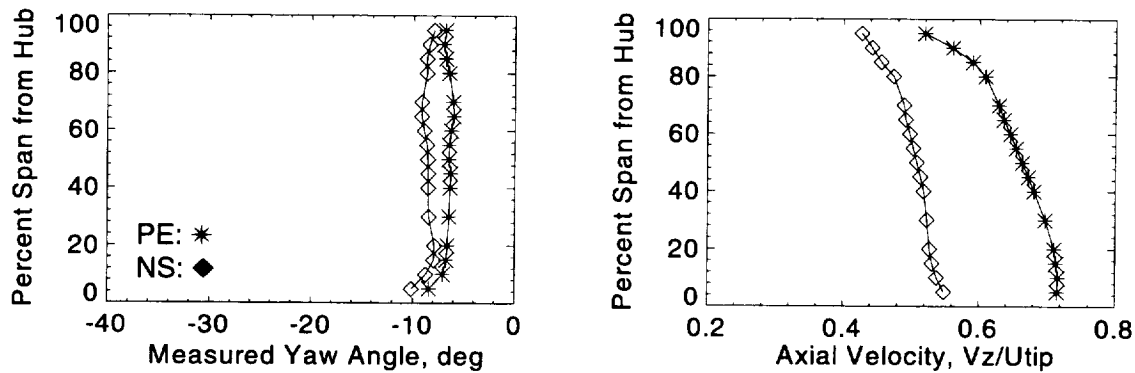 Percent Span from Hub
100
80
60
40
20
0
PE:
NS:
-40 -30 -20 -10 0
Measured Yaw Angle, deg
Percent Span from Hub
100
80
60
40
20
0
0.2 0.4 0.6 0.8
Axial Velocity, Vz/Utip